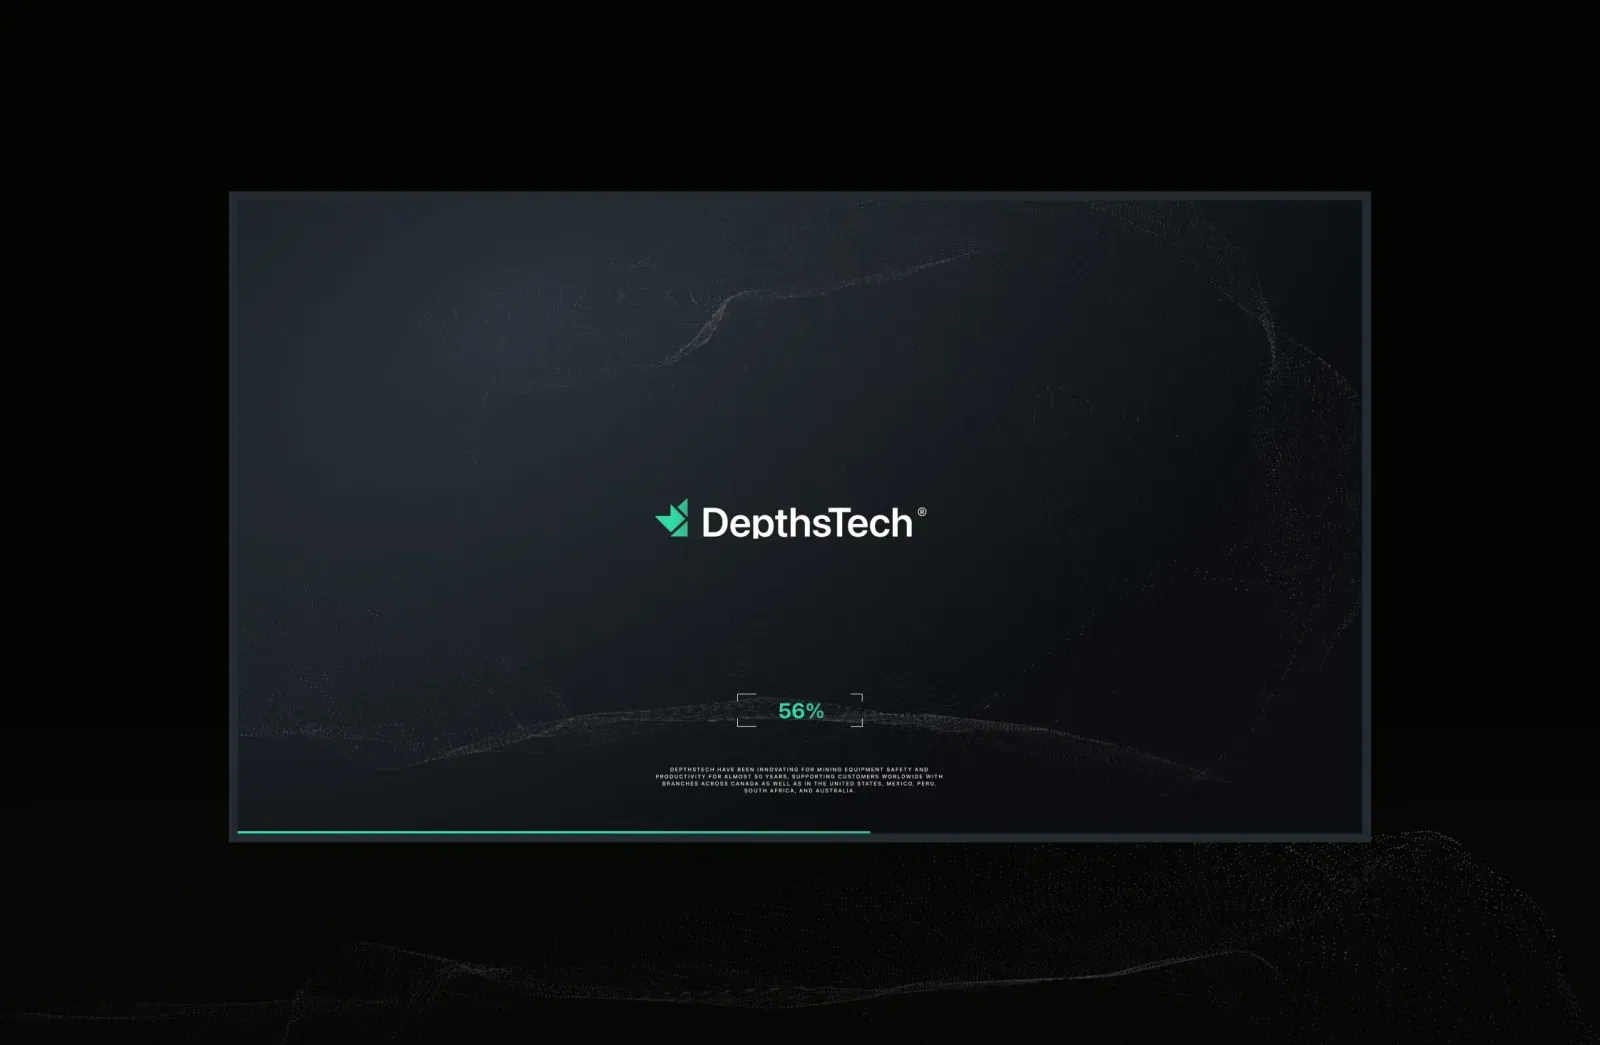 DepthsTech®
56%
DEPTHSTECH HAVE BEEN INNOVATING FOR MINING EQUIPMENT SAFETY AND
PRODUCTIVITY FOR ALMOST 50 YEARS, SUPPORTING CUSTOMERS WORLDWIDE WITH
BRANCHES ACROSS CANADA AS WELL AS IN THE UNITED STATES, MEXICO, PERU,
SOUTH AFRICA, AND AUSTRALIA.